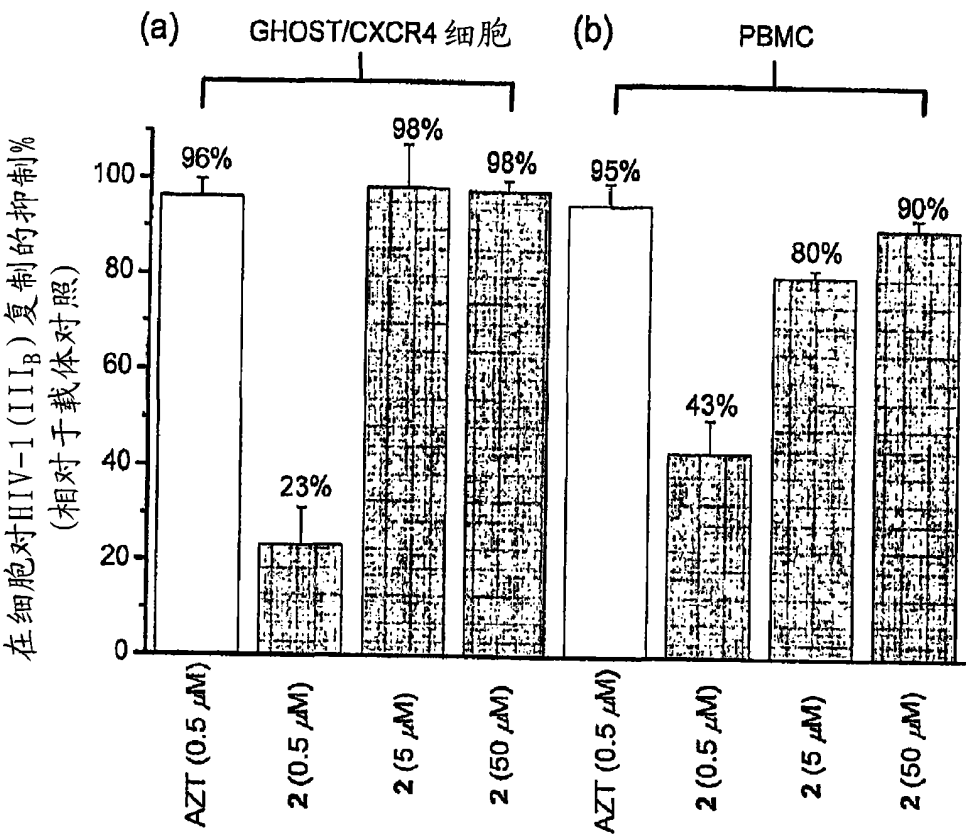 (a)
GHOST/CXCR4 细胞
(b)
PBMC
在细胞对HIV-1(III_B)复制的抑制%
(相对于载体对照)
100
80
60
40
20
0
96%
23%
98%
98%
95%
43%
80%
90%
AZT (0.5 μM)
2 (0.5 μM)
2 (5 μM)
2 (50 μM)
AZT (0.5 μM)
2 (0.5 μM)
2 (5 μM)
2 (50 μM)